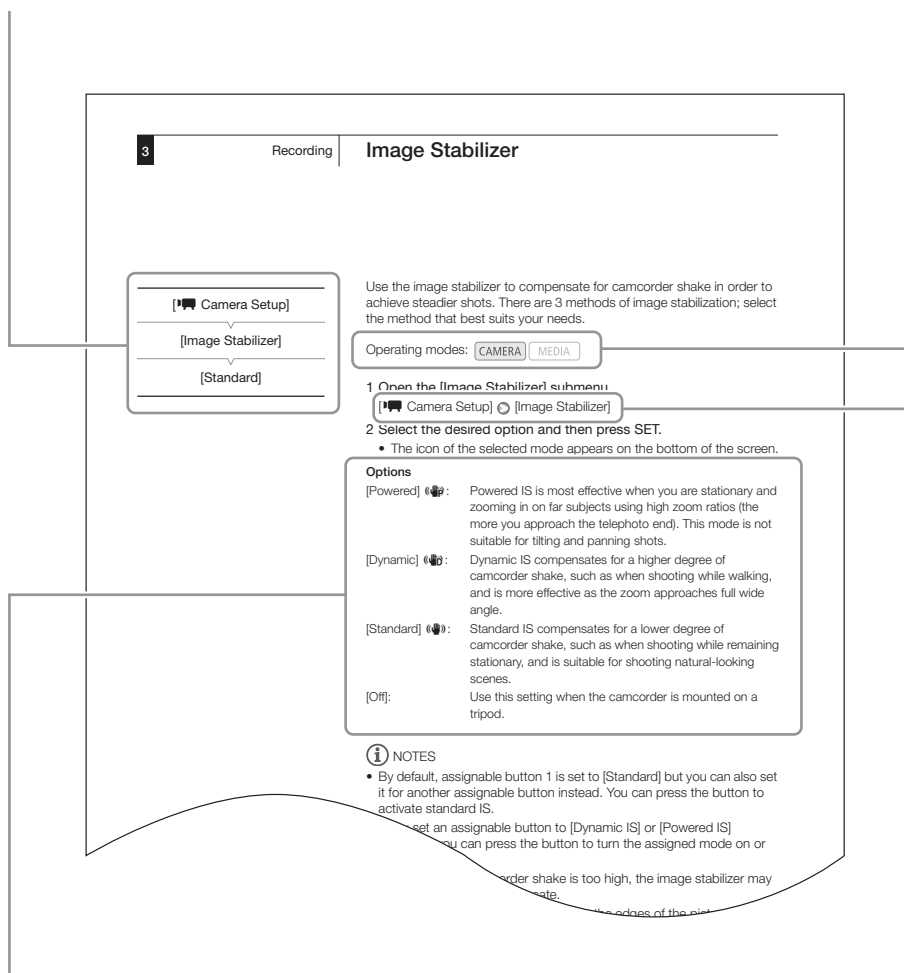 3
Recording
Image Stabilizer
[Camera Setup]
[Image Stabilizer]
[Standard]
Use the image stabilizer to compensate for camcorder shake in order to
achieve steadier shots. There are 3 methods of image stabilization; select
the method that best suits your needs.
Operating modes: CAMERA MEDIA
1 Open the [Image Stabilizer] submenu
[Camera Setup] [Image Stabilizer]
2 Select the desired option and then press SET.
• The icon of the selected mode appears on the bottom of the screen.
Options
[Powered] : Powered IS is most effective when you are stationary and
zooming in on far subjects using high zoom ratios (the
more you approach the telephoto end). This mode is not
suitable for tilting and panning shots.
[Dynamic] : Dynamic IS compensates for a higher degree of
camcorder shake, such as when shooting while walking,
and is more effective as the zoom approaches full wide
angle.
[Standard] : Standard IS compensates for a lower degree of
camcorder shake, such as when shooting while remaining
stationary, and is suitable for shooting natural-looking
scenes.
[Off]: Use this setting when the camcorder is mounted on a
tripod.
NOTES
• By default, assignable button 1 is set to [Standard] but you can also set
it for another assignable button instead. You can press the button to
activate standard IS.
set an assignable button to [Dynamic IS] or [Powered IS]
you can press the button to turn the assigned mode on or
shake is too high, the image stabilizer may
the edges of the